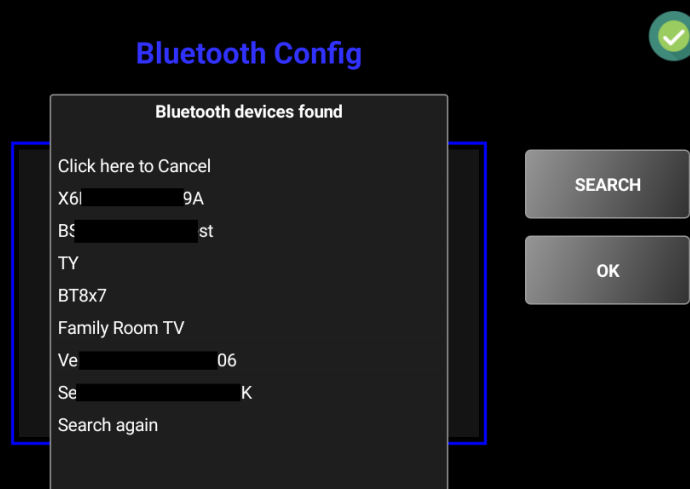 Bluetooth Config
Bluetooth devices found
Click here to Cancel
X6 9A
BS st
TY
BT8x7
Family Room TV
Ve 06
Se K
Search again
SEARCH
OK